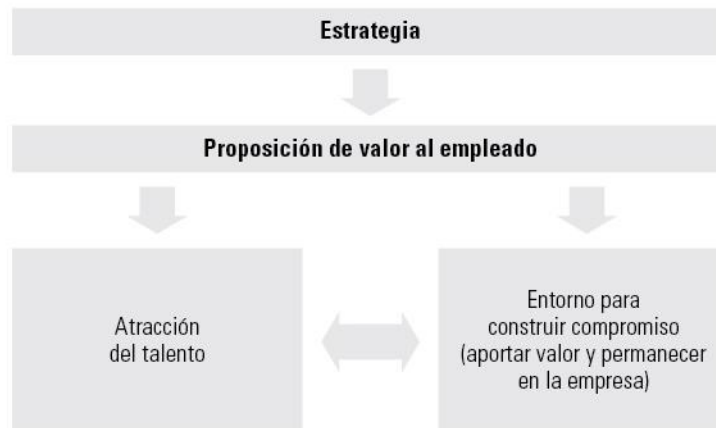 Estrategia
Proposición de valor al empleado
Atracción
del talento
Entorno para
construir compromiso
(aportar valor y permanecer
en la empresa)